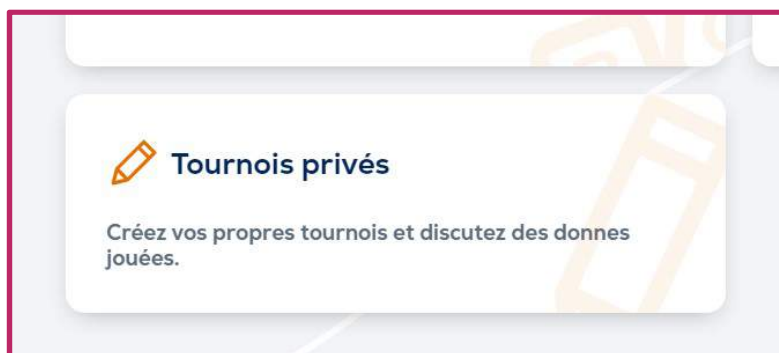 Tournois privés
Créez vos propres tournois et discutez des donnes
jouées.